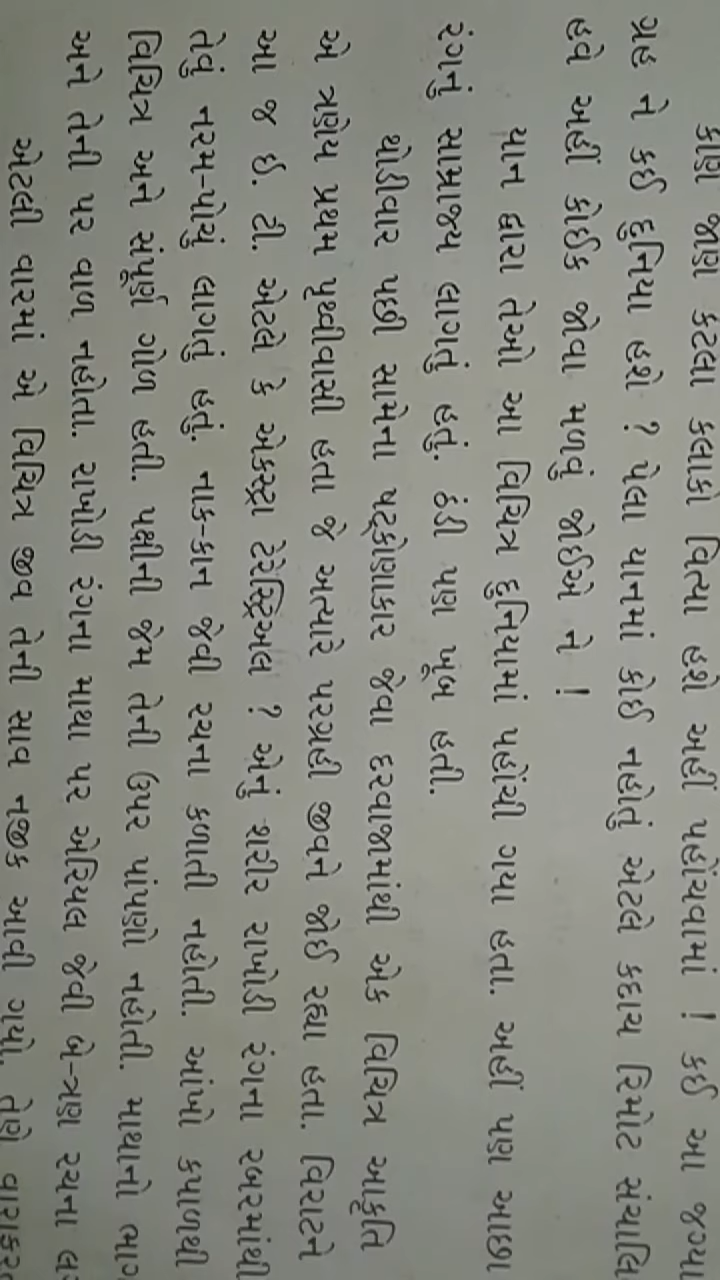 કોણ જાણે કેટલા કલાકો વિત્યા હશે અહીં પહોંચવામાં ! કઈ આ જગ્યા
ગ્રહ ને કઈ દુનિયા હશે ? પેલા યાનમાં કોઈ નહોતું એટલે કદાચ રિમોટ સંચાલિ
હવે અહીં કોઈક જોવા મળવું જોઈએ ને !
યાન દ્વારા તેઓ આ વિચિત્ર દુનિયામાં પહોંચી ગયા હતા. અહીં પણ આછા
રંગનું સામ્રાજ્ય લાગતું હતું. ઠંડી પણ ખૂબ હતી.
થોડીવાર પછી સામેના ષટ્કોણાકાર જેવા દરવાજામાંથી એક વિચિત્ર આકૃતિ
એ ત્રણેય પ્રથમ પૃથ્વીવાસી હતા જે અત્યારે પરગ્રહી જીવને જોઈ રહ્યા હતા. વિરાટને
આ જ ઈ. ટી. એટલે કે એકસ્ટ્રા ટેરેસ્ટ્રિઅલ ? એનું શરીર રાખોડી રંગના રબરમાંથી
તેવું નરમ-પોચું લાગતું હતું. નાક-કાન જેવી રચના કળાતી નહોતી. આંખો કપાળથી
વિચિત્ર અને સંપૂર્ણ ગોળ હતી. પક્ષીની જેમ તેની ઉપર પાંપણો નહોતી. માથાનો ભાગ
અને તેની પર વાળ નહોતા. રાખોડી રંગના માથા પર એરિયલ જેવી બે-ત્રણ રચના
એટલી વારમાં એ વિચિત્ર જીવ તેની સાવ નજીક આવી ગયો. તેણે